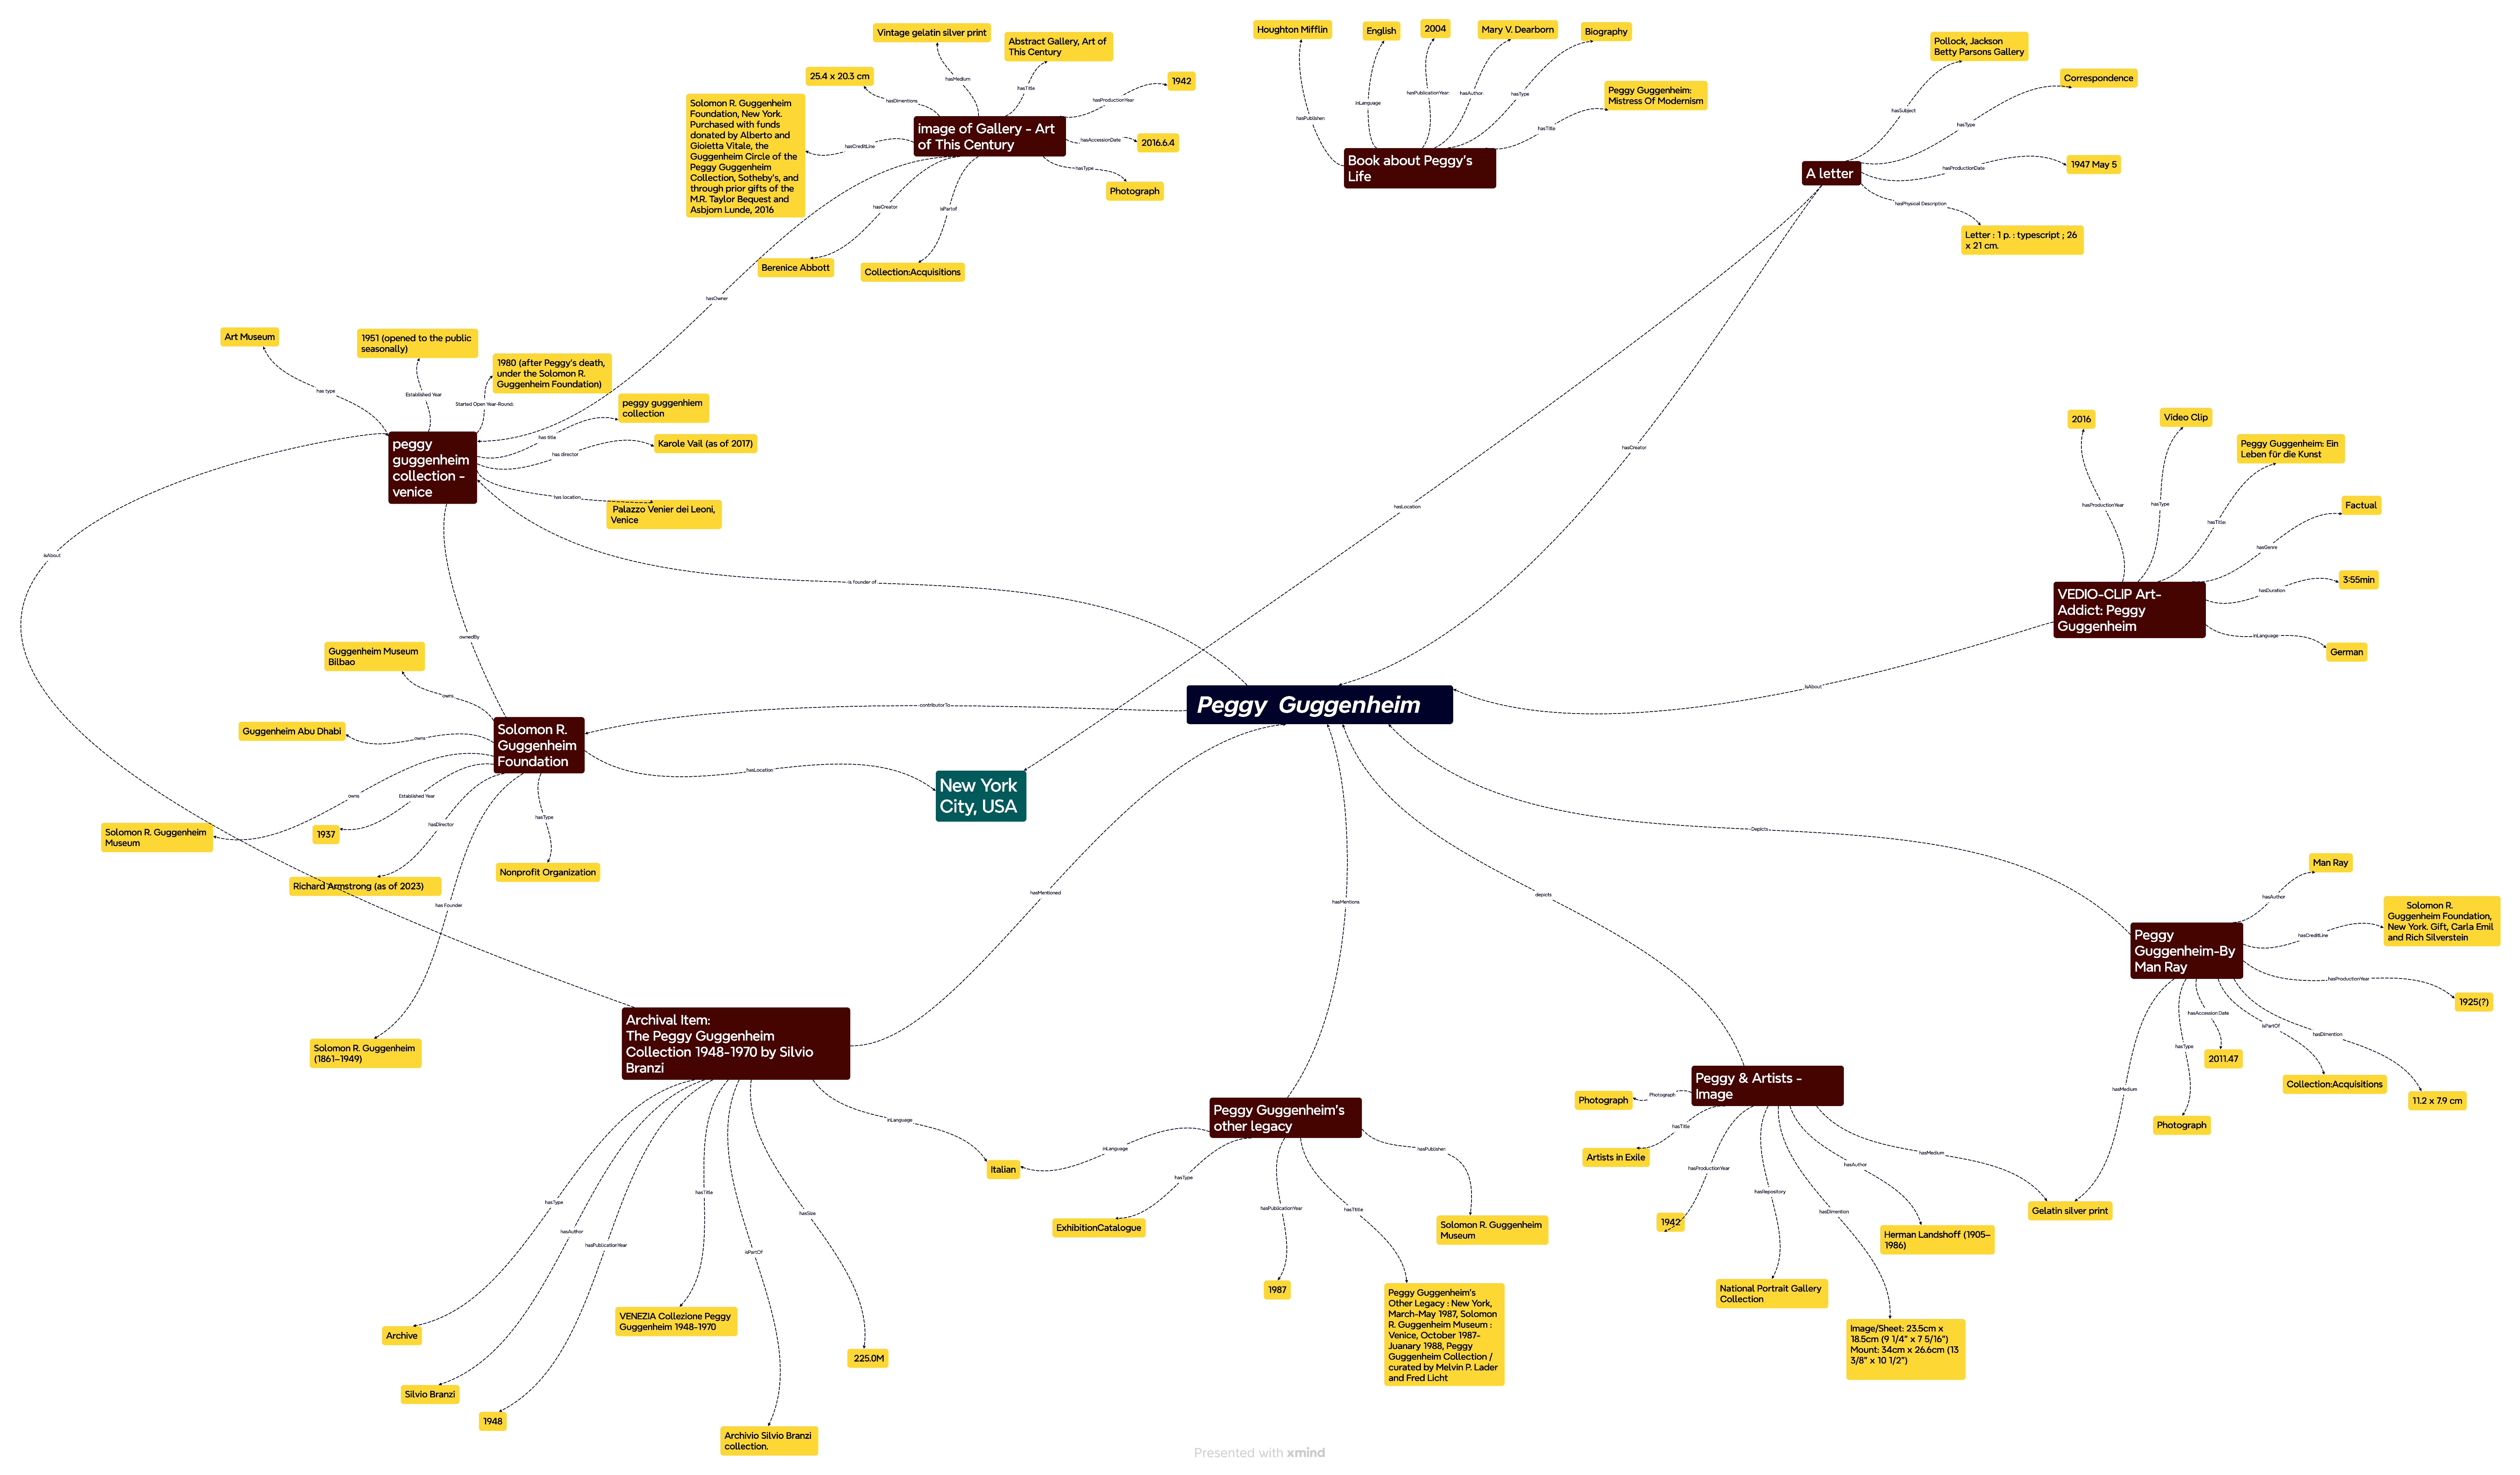 Vintage gelatin silver print
Abstract Gallery, Art of
This Century
25.4 x 20.3 cm
1942
Solomon R. Guggenheim
Foundation, New York.
Purchased with funds
donated by Alberto and
Gioietta Vitale, the
Guggenheim Circle of the
Peggy Guggenheim
Collection, Sotheby's, and
through prior gifts of the
M.R. Taylor Bequest and
Asbjorn Lunde, 2016
hasMedium
hasTitle
hasDimentions
hasProductionYear
image of Gallery - Art
of This Century
hasCreditLine
hasAccessionDate
2016.6.4
hasType
Photograph
hasCreator
isPartof
Berenice Abbott
Collection:Acquisitions
hasOwner
Houghton Mifflin
English
2004
Mary V. Dearborn
Biography
Peggy Guggenheim:
Mistress Of Modernism
hasPublisher
inLanguage
hasPublicationYear
hasAuthor
hasType
hasTitle
Book about Peggy's
Life
Pollock, Jackson
Betty Parsons Gallery
Correspondence
hasSubject
hasType
A letter
hasProductionDate
1947 May 5
hasPhysical Description
Letter : 1 p. : typescript ; 26
x 21 cm.
hasCreator
hasLocation
Art Museum
1951 (opened to the public
seasonally)
1980 (after Peggy's death,
under the Solomon R.
Guggenheim Foundation)
has type
Established Year
Started Open Year-Round
peggy guggenhiem
collection
has title
Karole Vail (as of 2017)
has director
peggy
guggenheim
collection -
venice
has location
Palazzo Venier dei Leoni,
Venice
isAbout
is founder of
ownedBy
2016
Video Clip
Peggy Guggenheim: Ein
Leben für die Kunst
Factual
hasProductionYear
hasType
hasTitle
hasGenre
3:55min
hasDuration
VEDIO-CLIP Art-
Addict: Peggy
Guggenheim
inLanguage
German
isAbout
Guggenheim Museum
Bilbao
owns
Guggenheim Abu Dhabi
owns
Solomon R.
Guggenheim
Foundation
contributorTo
Peggy Guggenheim
hasLocation
New York
City, USA
owns
Established Year
Solomon R. Guggenheim
Museum
1937
hasDirector
hasType
Richard Armstrong (as of 2023)
Nonprofit Organization
has Founder
Solomon R. Guggenheim
(1861–1949)
hasMentioned
hasMentions
depicts
Depicts
Man Ray
hasAuthor
Solomon R.
Guggenheim Foundation,
New York. Gift, Carla Emil
and Rich Silverstein
hasCreditLine
Peggy
Guggenheim-By
Man Ray
hasProductionYear
1925(?)
hasAccession Date
isPartOf
hasDimention
hasType
2011.47
Collection:Acquisitions
11.2 x 7.9 cm
hasMedium
Photograph
Archival Item:
The Peggy Guggenheim
Collection 1948-1970 by Silvio
Branzi
inLanguage
Italian
hasType
hasAuthor
hasPublicationYear
hasTitle
isPartOf
hasSize
Archive
Silvio Branzi
1948
VENEZIA Collezione Peggy
Guggenheim 1948-1970
225.0M
Archivio Silvio Branzi
collection.
Peggy Guggenheim's
other legacy
inLanguage
hasType
hasPublisher
ExhibitionCatalogue
hasPublicationYear
hasTtitle
Solomon R. Guggenheim
Museum
1987
Peggy Guggenheim's
Other Legacy : New York,
March-May 1987, Solomon
R. Guggenheim Museum :
Venice, October 1987-
Juanary 1988, Peggy
Guggenheim Collection /
curated by Melvin P. Lader
and Fred Licht
Peggy & Artists -
Image
Photograph
Photograph
hasTitle
Artists in Exile
hasProductionYear
1942
hasRepository
National Portrait Gallery
Collection
hasDimention
Image/Sheet: 23.5cm x
18.5cm (9 1/4" x 7 5/16")
Mount: 34cm x 26.6cm (13
3/8" x 10 1/2")
hasAuthor
Herman Landshoff (1905–
1986)
hasMedium
Gelatin silver print
Presented with xmind